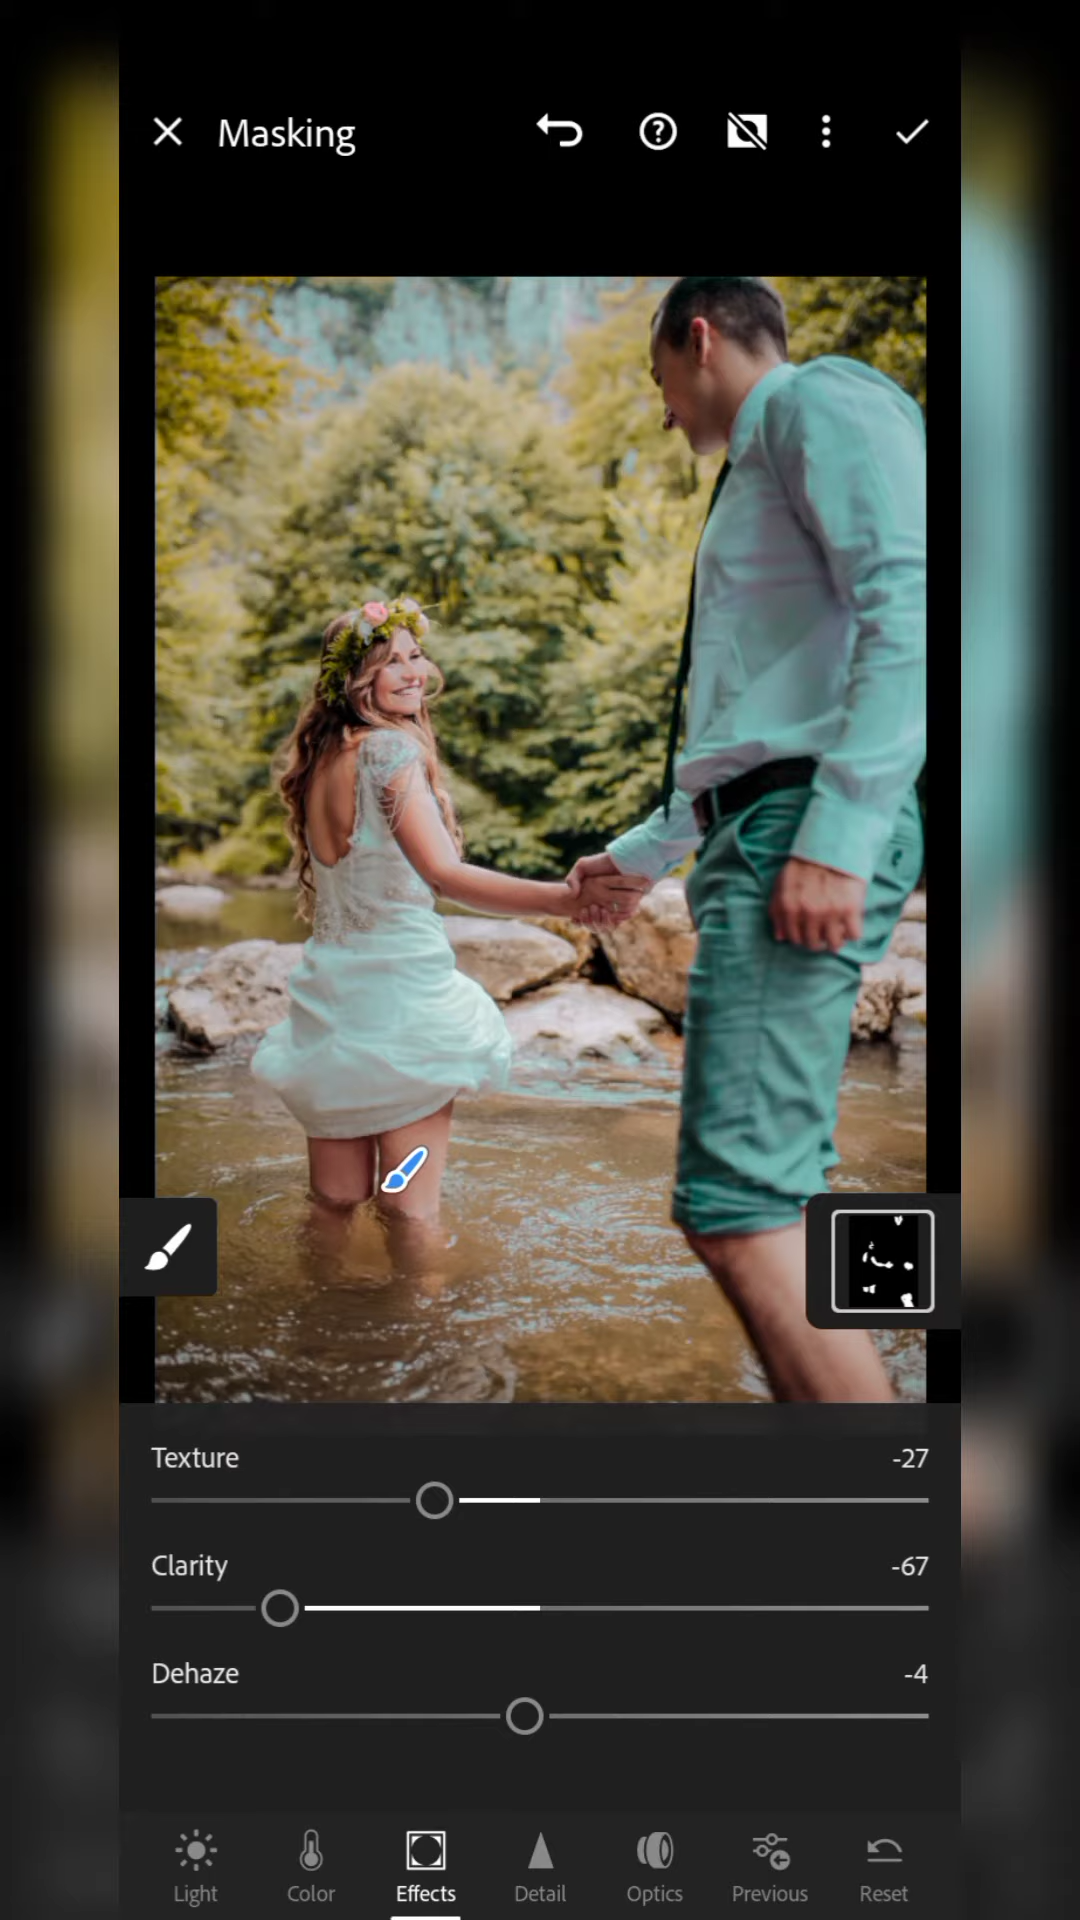 Masking
Texture -27
Clarity -67
Dehaze -4
Light Color Effects Detail Optics Previous Reset